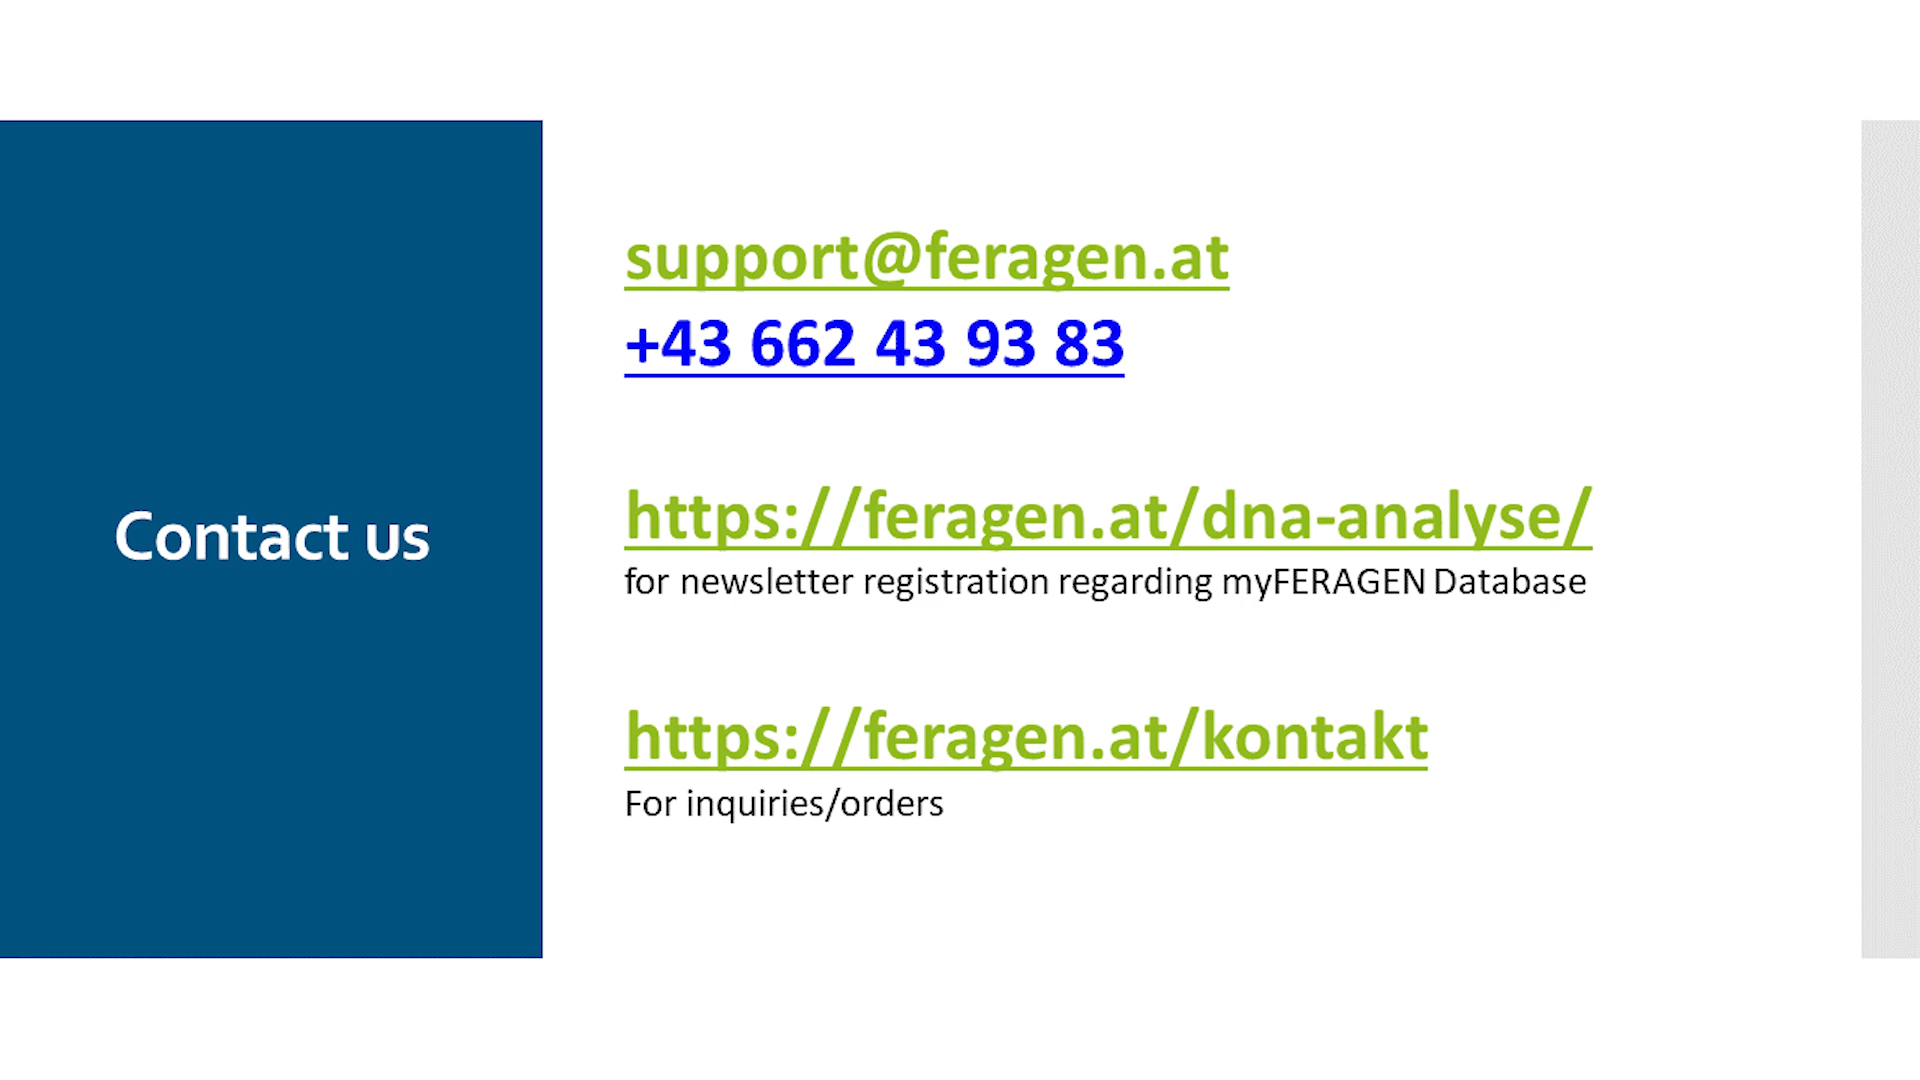 Contact us
support@feragen.at
+43 662 43 93 83
https://feragen.at/dna-analyse/
for newsletter registration regarding myFERAGEN Database
https://feragen.at/kontakt
For inquiries/orders